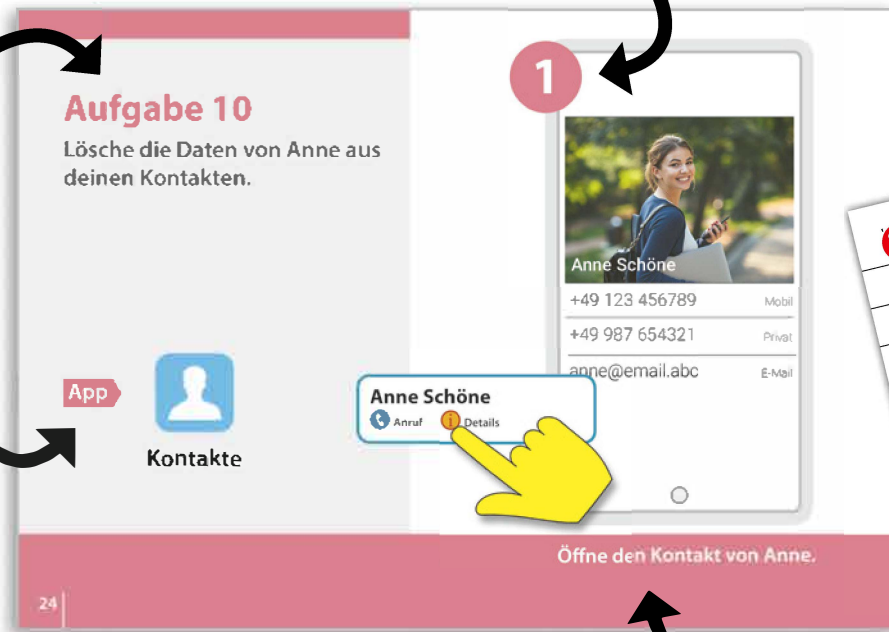 Aufgabe 10
Lösche die Daten von Anne aus
deinen Kontakten.
App
Kontakte
24
1
Anne Schöne
+49 123 456789 Mobil
+49 987 654321 Privat
anne@email.abc E-Mail
Anne Schöne
Anruf Details
Öffne den Kontakt von Anne.